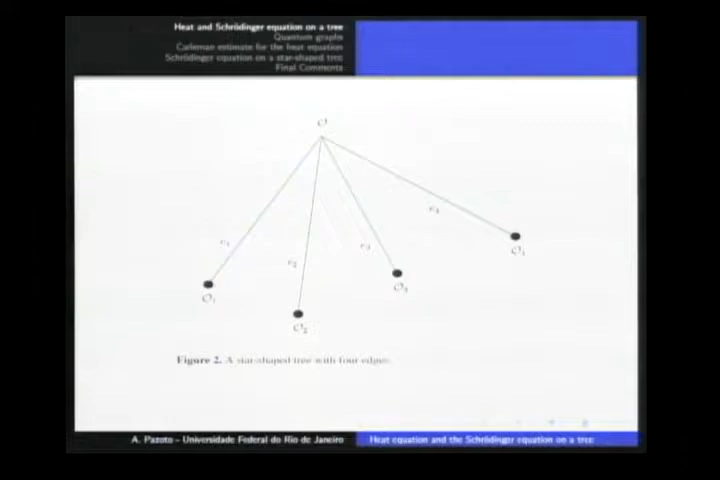 Heat and Schrödinger equation on a tree
Quantum graphs
Carleman estimate for the heat equation
Schrödinger equation on a star-shaped tree
Final Comments
𝒪
e₁
e₂
e₃
e₄
𝒪₁
𝒪₂
Figure 2. A star-shaped tree with four edges.
A. Pazoto - Universidade Federal do Rio de Janeiro
Heat equation and the Schrödinger equation on a tree